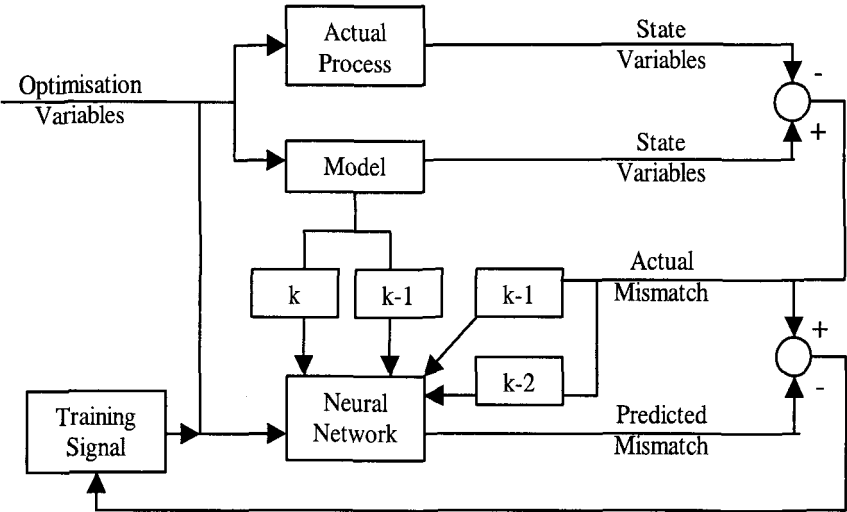 Actual
Process
State
Variables
-
Optimisation
Variables
+
Model
State
Variables
k
k-1
k-1
Actual
Mismatch
+
k-2
-
Training
Signal
Neural
Network
Predicted
Mismatch